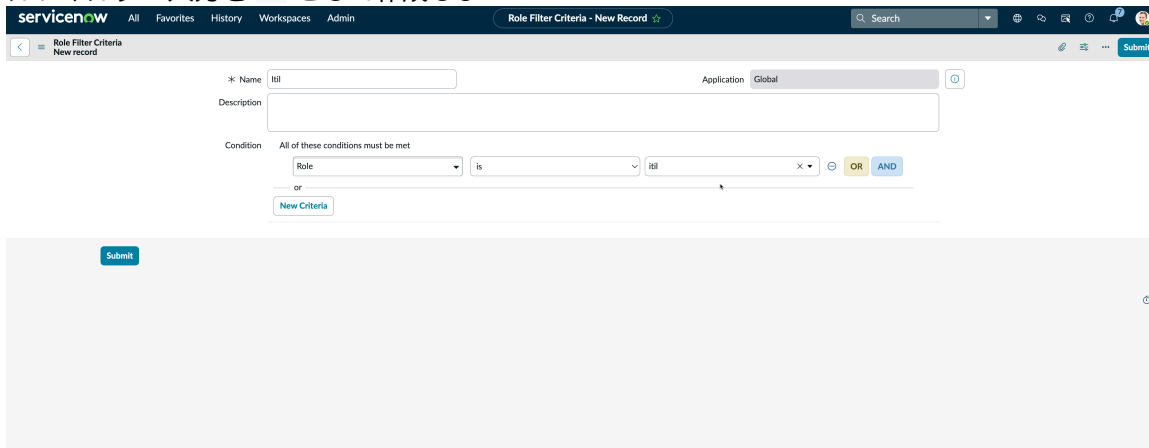 servicenow All Favorites History Workspaces Admin Role Filter Criteria - New Record ☆ Search 7
Role Filter Criteria
New record
Submit
* Name Itil Application Global
Description
Condition All of these conditions must be met
Role is itil OR AND
or
New Criteria
Submit